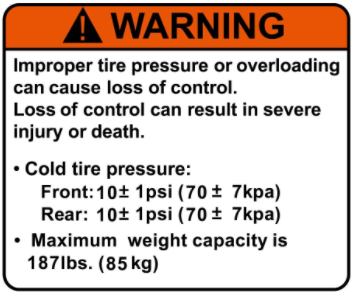 WARNING
Improper tire pressure or overloading
can cause loss of control.
Loss of control can result in severe
injury or death.
• Cold tire pressure:
Front: 10± 1psi (70 ± 7kpa)
Rear: 10± 1psi (70 ± 7kpa)
• Maximum weight capacity is
187lbs. (85kg)